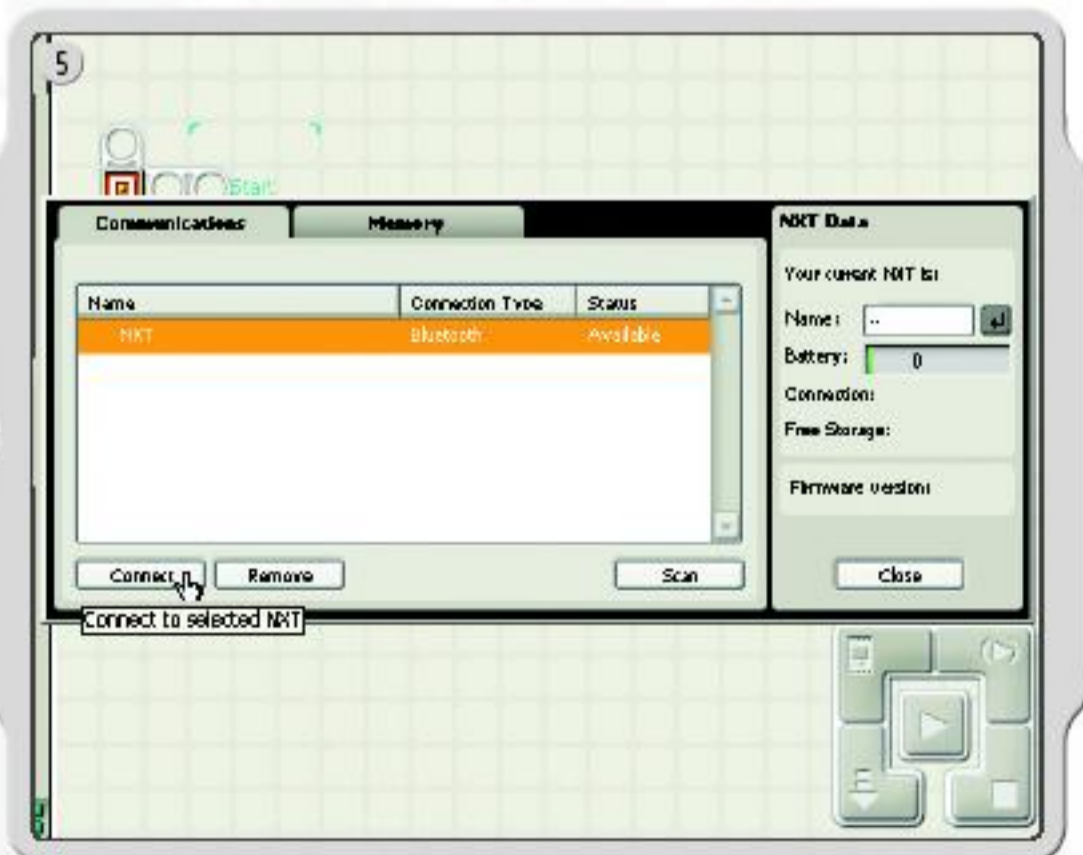 5
Start
Communications
Memory
Name
Connection Type
Status
NXT
Bluetooth
Available
Connect
Remove
Scan
Connect to selected NXT
NXT Data
Your current NXT is:
Name:
--
Battery:
0
Connection:
Free Storage:
Firmware version:
Close